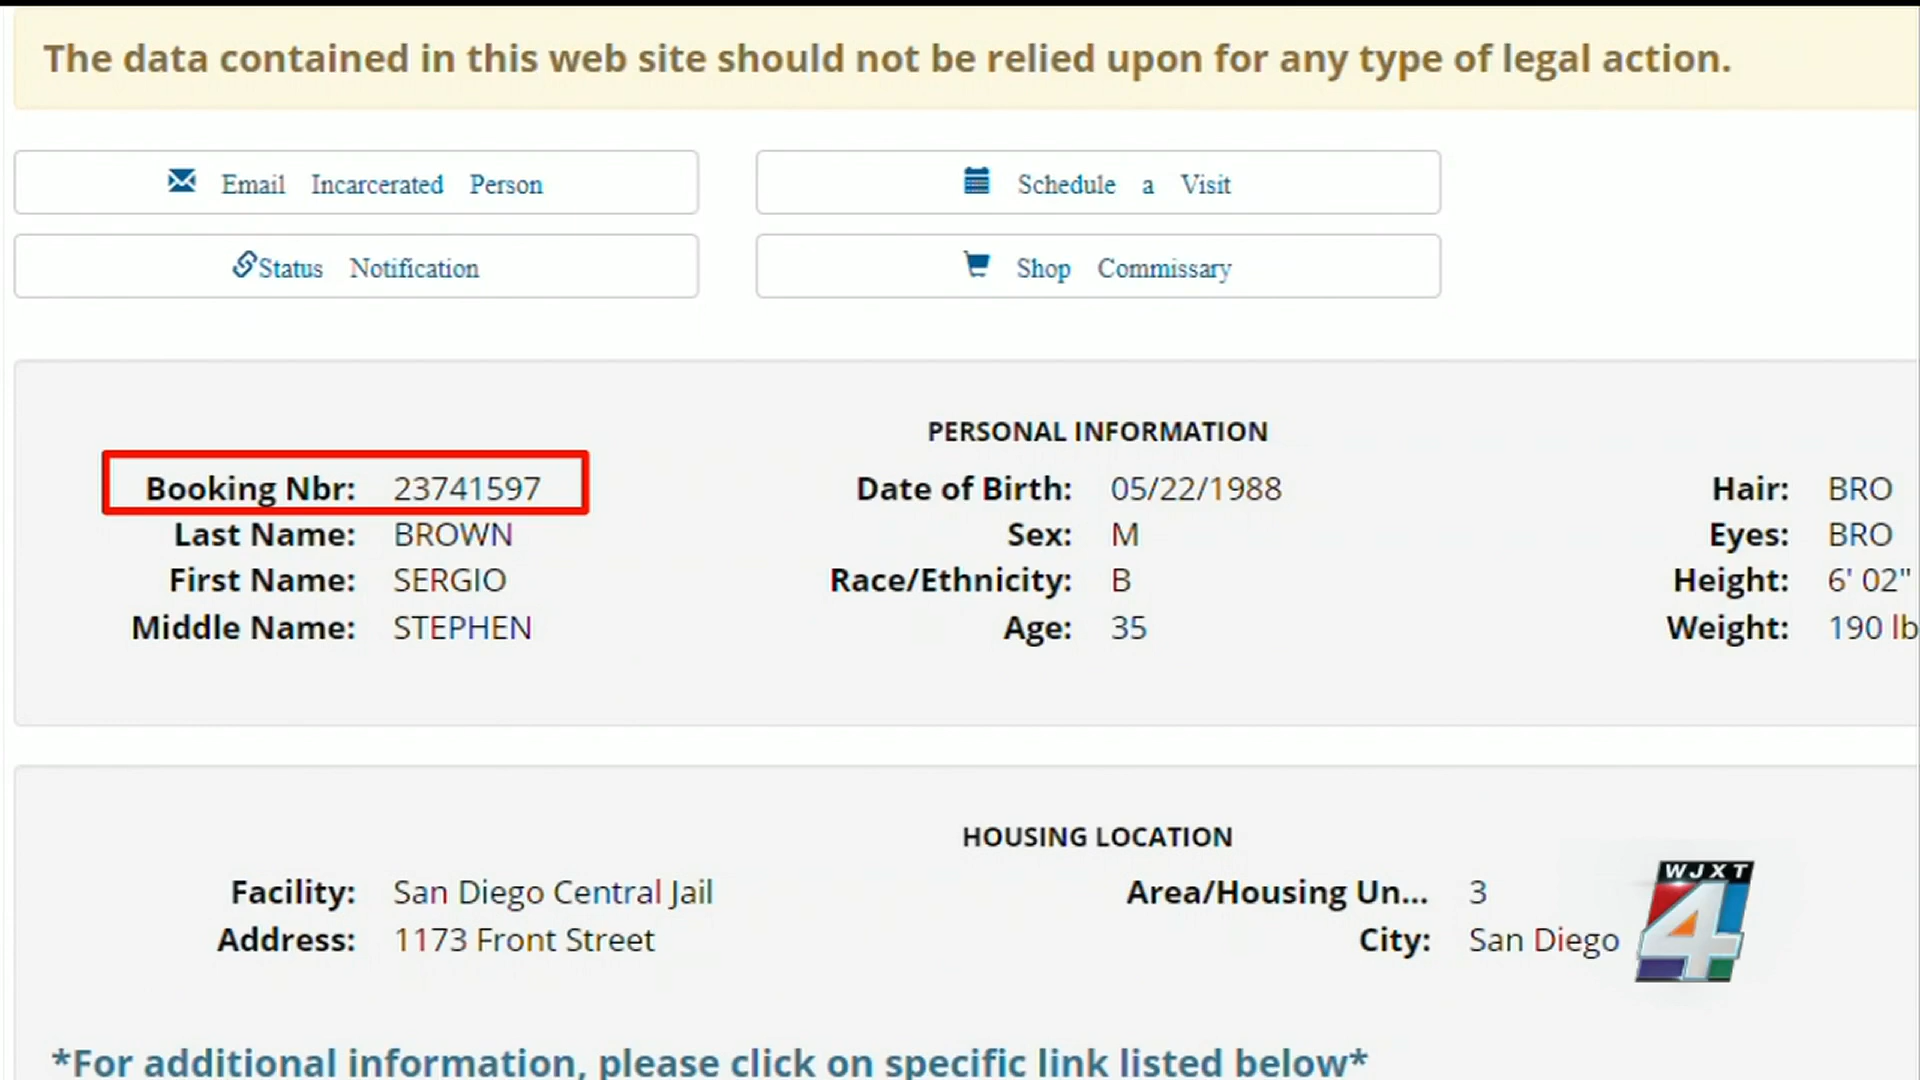 The data contained in this web site should not be relied upon for any type of legal action.
Email Incarcerated Person
Schedule a Visit
Status Notification
Shop Commissary
PERSONAL INFORMATION
Booking Nbr: 23741597 Date of Birth: 05/22/1988 Hair: BRO
Last Name: BROWN Sex: M Eyes: BRO
First Name: SERGIO Race/Ethnicity: B Height: 6' 02"
Middle Name: STEPHEN Age: 35 Weight: 190 lb
HOUSING LOCATION
Facility: San Diego Central Jail Area/Housing Un... 3
Address: 1173 Front Street City: San Diego
WJXT
4
*For additional information, please click on specific link listed below*